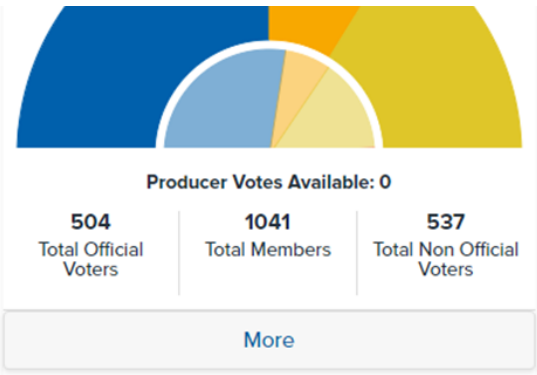 Producer Votes Available: 0
504
Total Official
Voters
1041
Total Members
537
Total Non Official
Voters
More